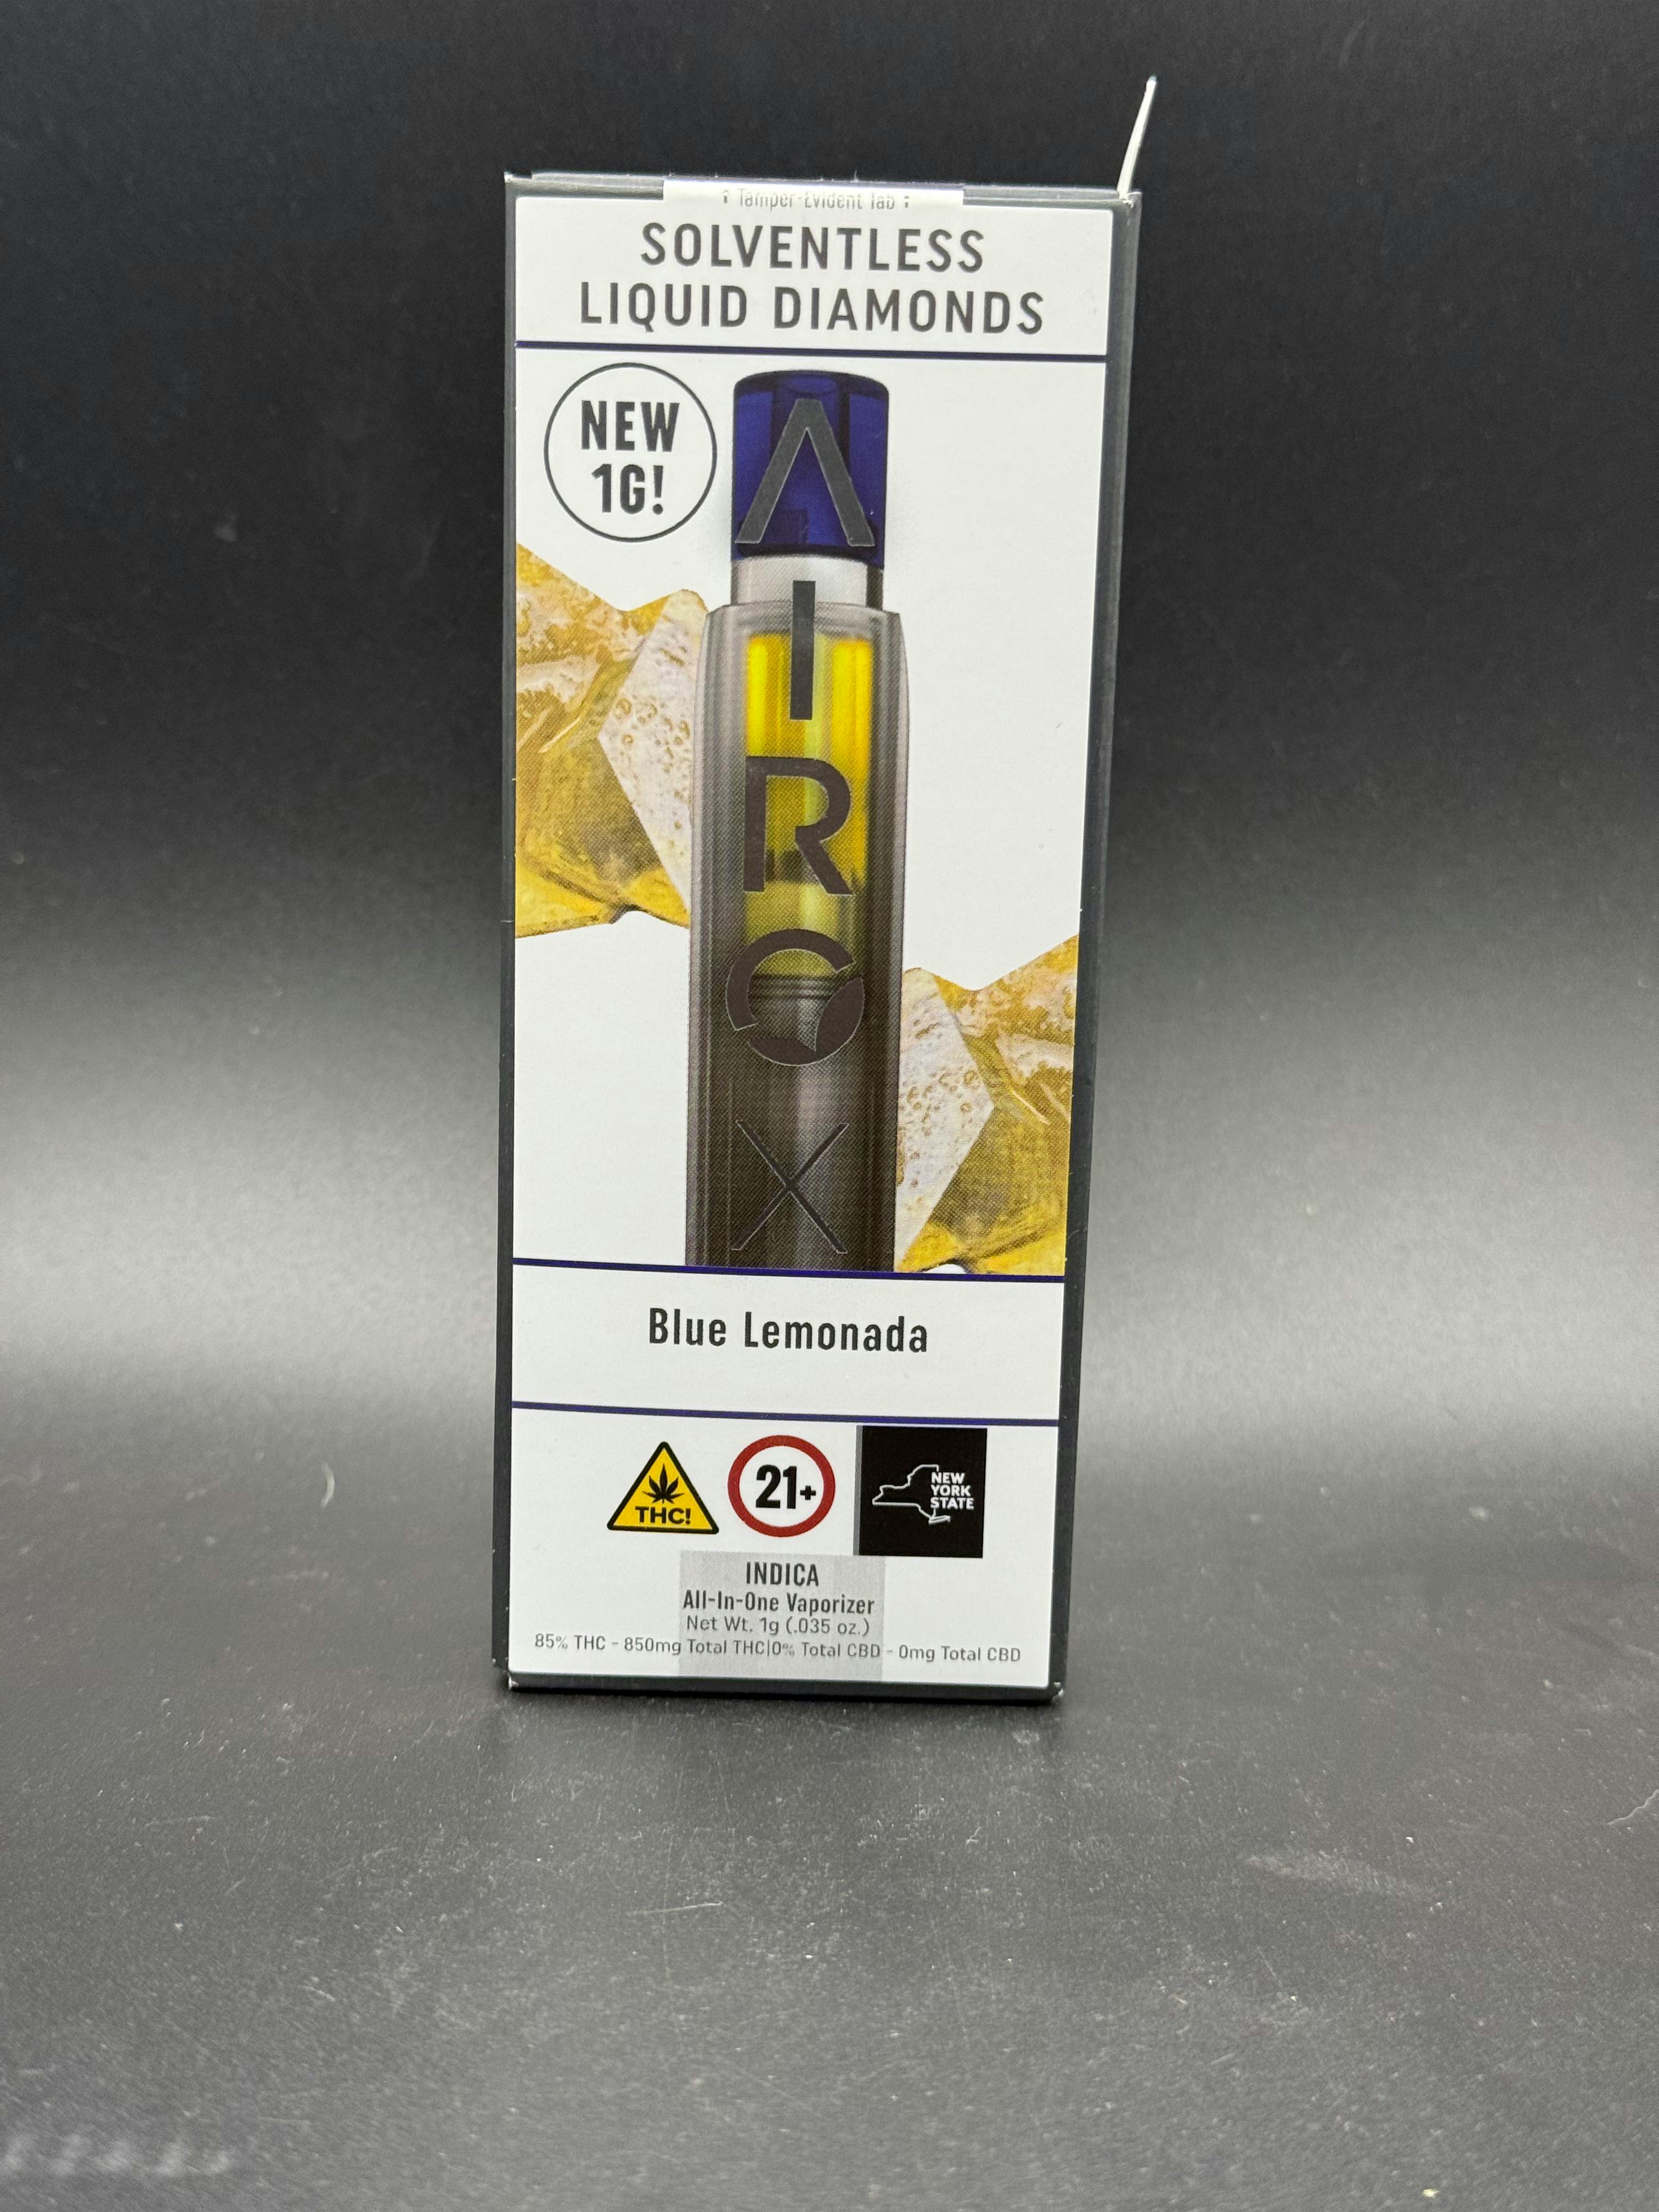 ⇧ Tamper-Evident Tab ⇧
SOLVENTLESS
LIQUID DIAMONDS
NEW
1G!
AIRO
X
Blue Lemonada
THC!
21+
NEW
YORK
STATE
INDICA
All-In-One Vaporizer
Net Wt. 1g (.035 oz.)
85% THC - 850mg Total THC|0% Total CBD - 0mg Total CBD